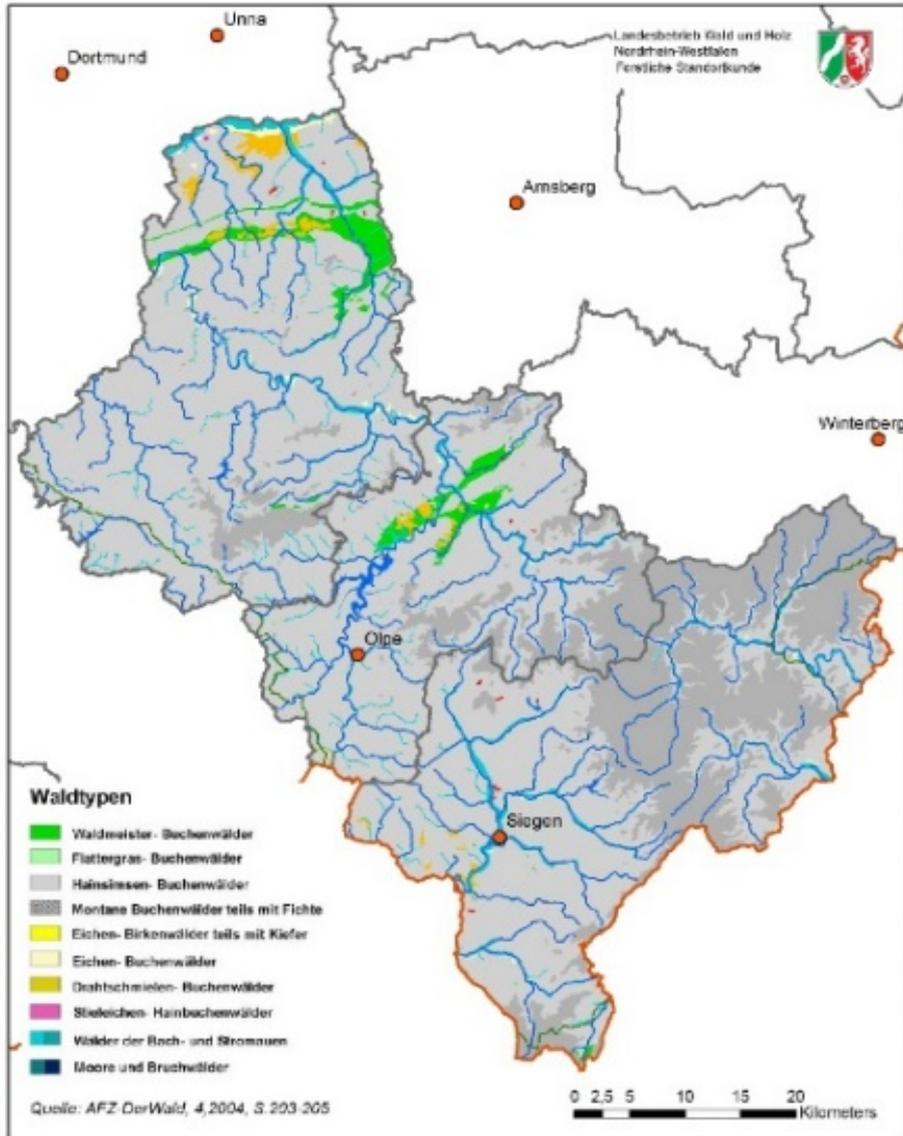 Unna
Dortmund
Landesbetrieb Wald und Holz
Nordrhein-Westfalen
Forstliche Standortkunde
Arnsberg
Winterberg
Olpe
Siegen
Waldtypen
Waldmeister- Buchenwälder
Flattergras- Buchenwälder
Hainsimsen- Buchenwälder
Montane Buchenwälder teils mit Fichte
Eichen- Birkenwälder teils mit Kiefer
Eichen- Buchenwälder
Drahtschmielen- Buchenwälder
Stieleichen- Hainbuchenwälder
Wälder der Bach- und Stromauen
Moore und Bruchwälder
Quelle: AFZ-DerWald, 4,2004, S.203-205
0 2,5 5 10 15 20
Kilometers